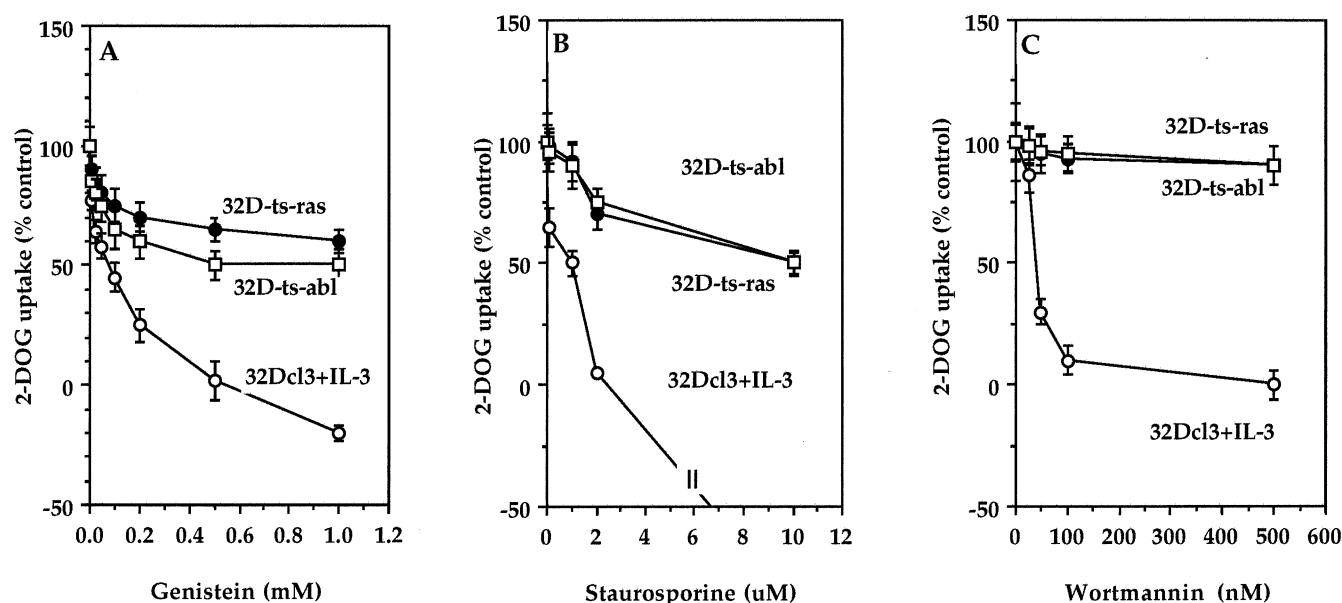 A
150
100
50
0
-50
2-DOG uptake (% control)
32D-ts-ras
32D-ts-abl
32Dcl3+IL-3
0.0 0.2 0.4 0.6 0.8 1.0 1.2
Genistein (mM)
B
150
100
50
0
-50
2-DOG uptake (% control)
32D-ts-abl
32D-ts-ras
32Dcl3+IL-3
0 2 4 6 8 10 12
Staurosporine (uM)
C
150
100
50
0
-50
2-DOG uptake (% control)
32D-ts-ras
32D-ts-abl
32Dcl3+IL-3
0 100 200 300 400 500 600
Wortmannin (nM)